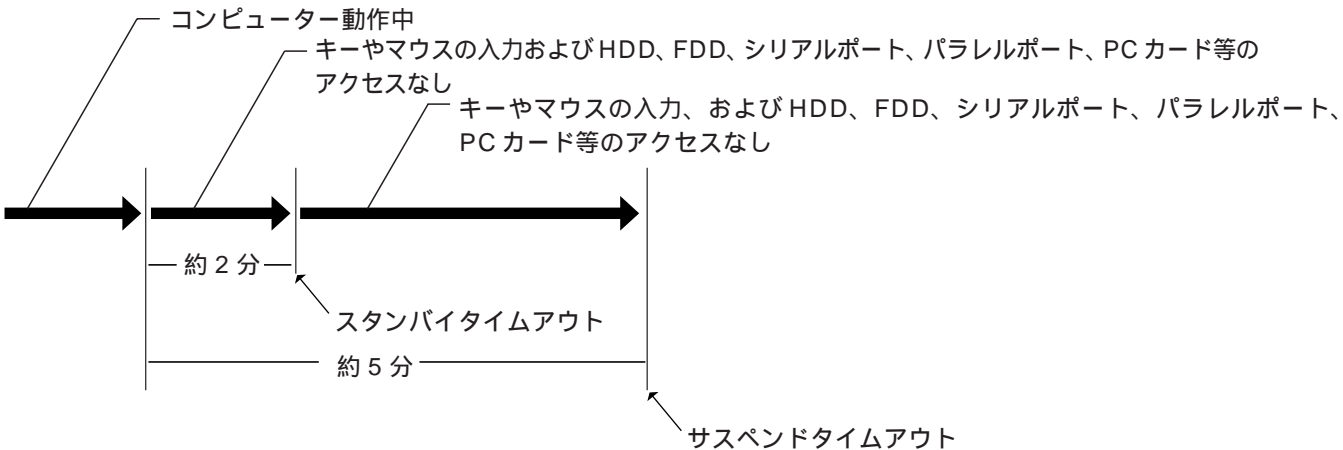 コンピューター動作中
キーやマウスの入力およびHDD、FDD、シリアルポート、パラレルポート、PCカード等の
アクセスなし
キーやマウスの入力、およびHDD、FDD、シリアルポート、パラレルポート、
PCカード等のアクセスなし
約2分
スタンバイタイムアウト
約5分
サスペンドタイムアウト